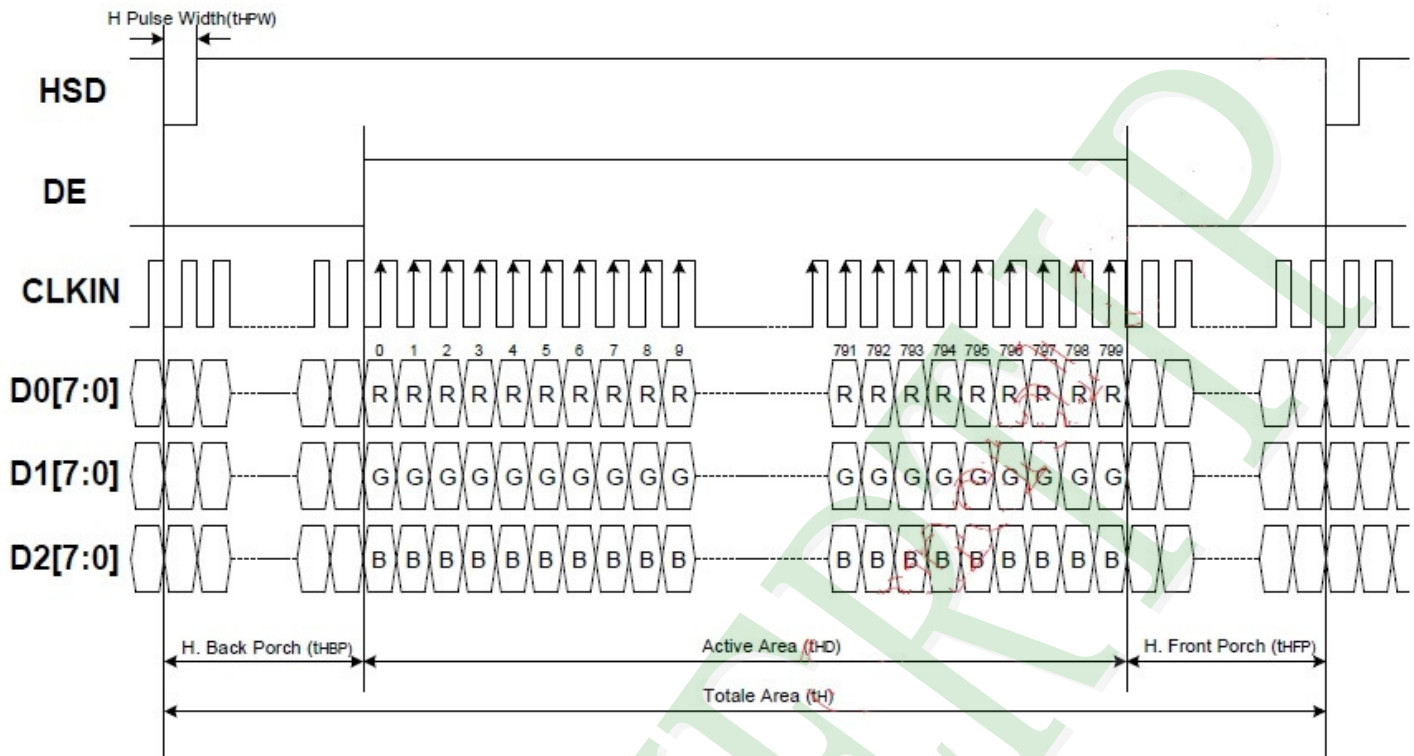 H Pulse Width(tHPW)
HSD
DE
CLKIN
0 1 2 3 4 5 6 7 8 9 791 792 793 794 795 796 797 798 799
D0[7:0] R R R R R R R R R R R R R R R R R R R
D1[7:0] G G G G G G G G G G G G G G G G G G G
D2[7:0] B B B B B B B B B B B B B B B B B B B
H. Back Porch (tHBP) Active Area (tHD) H. Front Porch (tHFP)
Totale Area (tH)